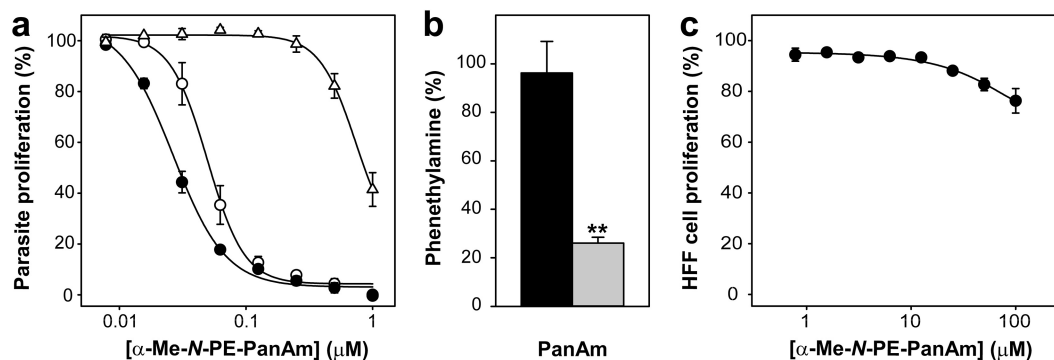 a
b
c
Parasite proliferation (%)
100
80
60
40
20
0
0.01
0.1
1
[α-Me-N-PE-PanAm] (μM)
Phenethylamine (%)
100
80
60
40
20
0
**
PanAm
HFF cell proliferation (%)
100
80
60
40
20
0
1
10
100
[α-Me-N-PE-PanAm] (μM)